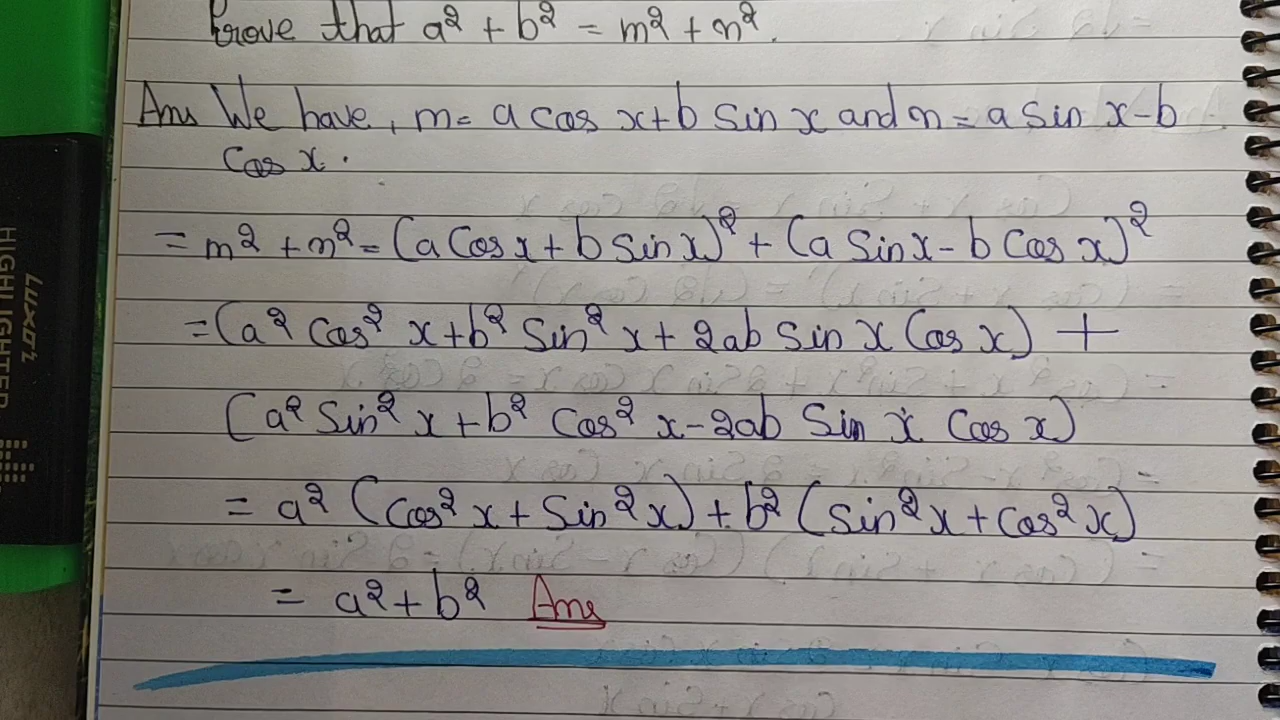 Prove that a² + b² = m² + n².
Ans We have, m = a cos x + b sin x and n = a sin x - b
Cos x.
= m² + n² = (a Cos x + b sin x)² + (a Sin x - b Cos x)²
= (a² Cos² x + b² Sin² x + 2ab sin x Cos x) +
(a² Sin² x + b² Cos² x - 2ab Sin x Cos x)
= a² (Cos² x + Sin² x) + b² (sin² x + cos² x)
= a² + b² Ans
HIGHLIGHTER
LUXOR